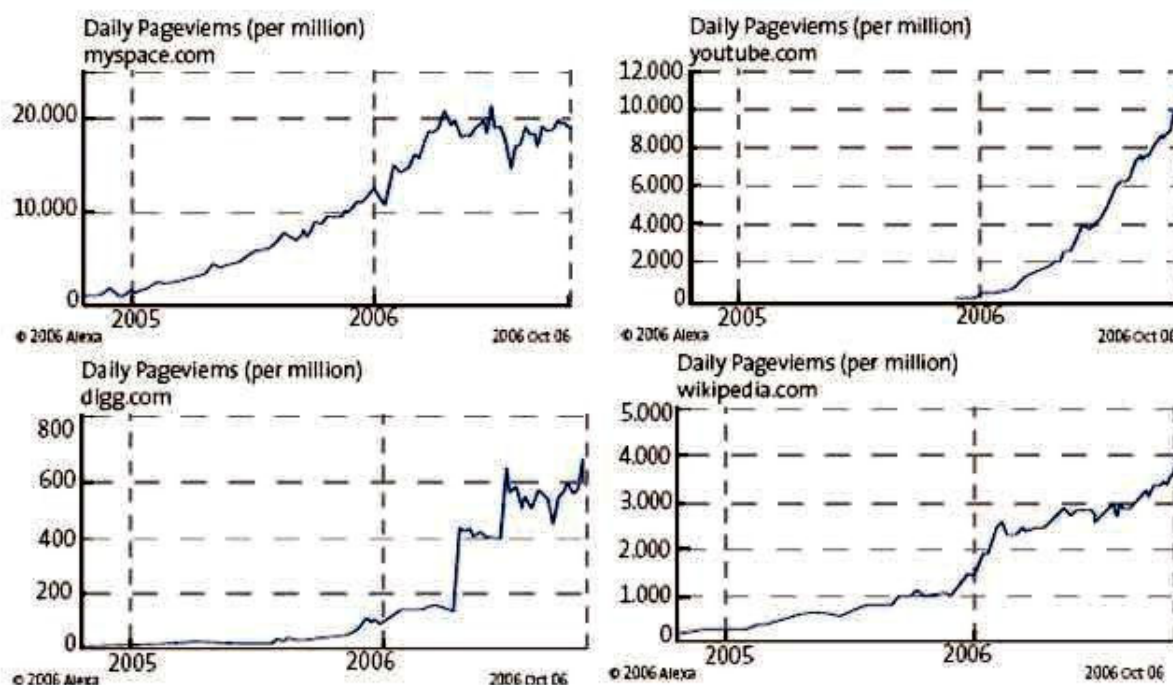 Daily Pageviems (per million)
myspace.com
20.000
10.000
0
2005
2006
© 2006 Alexa
2006 Oct 06
Daily Pageviems (per million)
youtube.com
12.000
10.000
8.000
6.000
4.000
2.000
0
2005
2006
© 2006 Alexa
2006 Oct 06
Daily Pageviems (per million)
digg.com
800
600
400
200
0
2005
2006
© 2006 Alexa
2006 Oct 06
Daily Pageviems (per million)
wikipedia.com
5.000
4.000
3.000
2.000
1.000
0
2005
2006
© 2006 Alexa
2006 Oct 06